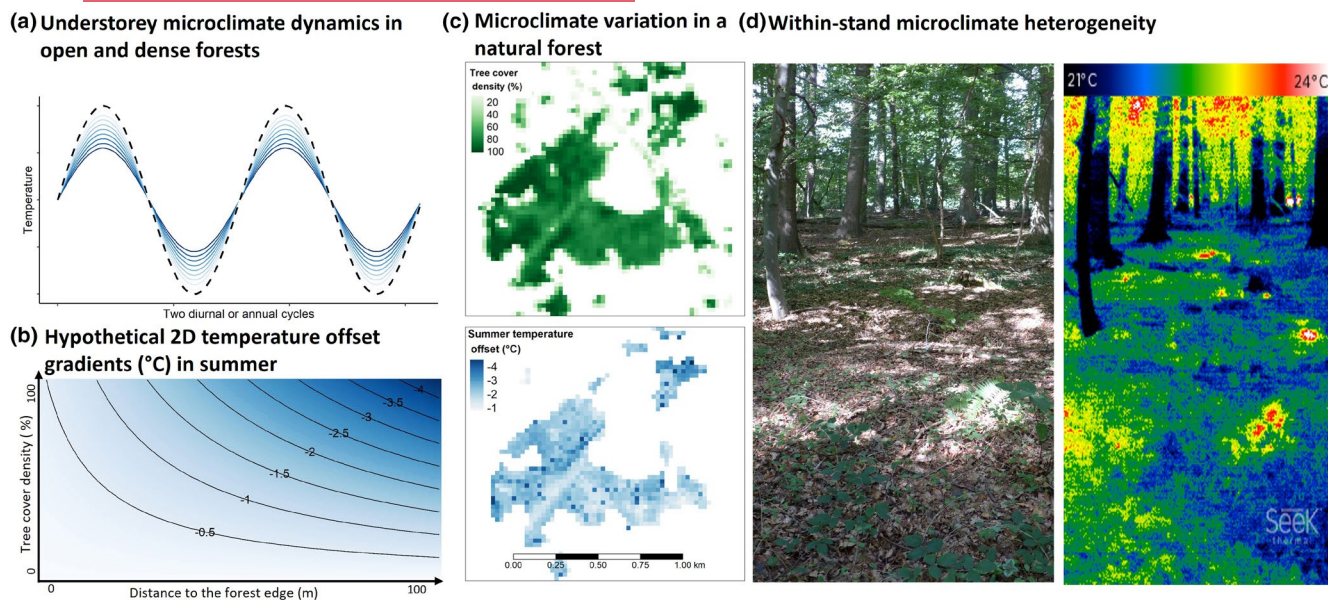 (a) Understorey microclimate dynamics in
open and dense forests
Temperature
Two diurnal or annual cycles
(b) Hypothetical 2D temperature offset
gradients (°C) in summer
Tree cover density (%)
100
0
-4
-3.5
-3
-2.5
-2
-1.5
-1
-0.5
0
100
Distance to the forest edge (m)
(c) Microclimate variation in a
natural forest
Tree cover
density (%)
20
40
60
80
100
Summer temperature
offset (°C)
-4
-3
-2
-1
0.00 0.25 0.50 0.75 1.00 km
(d) Within-stand microclimate heterogeneity
21°C
24°C
Seek
thermal